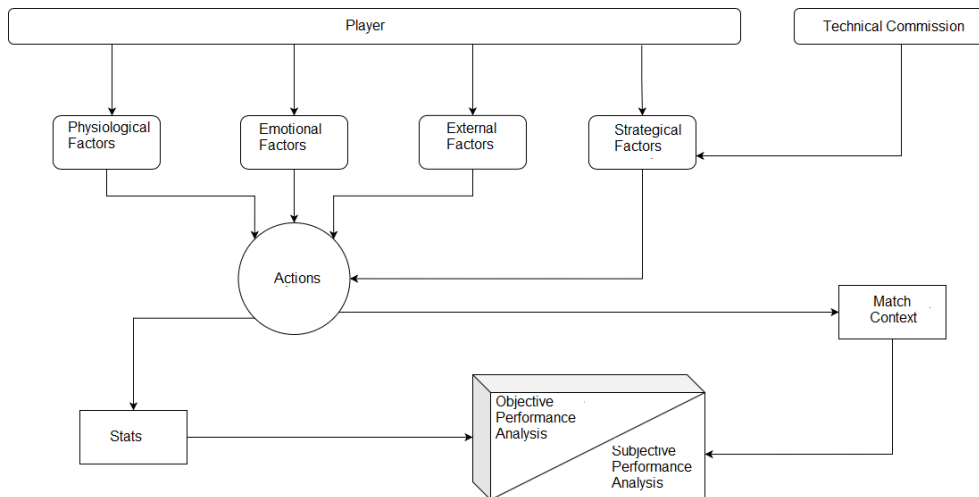 Player
Technical Commission
Physiological
Factors
Emotional
Factors
External
Factors
Strategical
Factors
Actions
Match
Context
Objective
Performance
Analysis
Stats
Subjective
Performance
Analysis